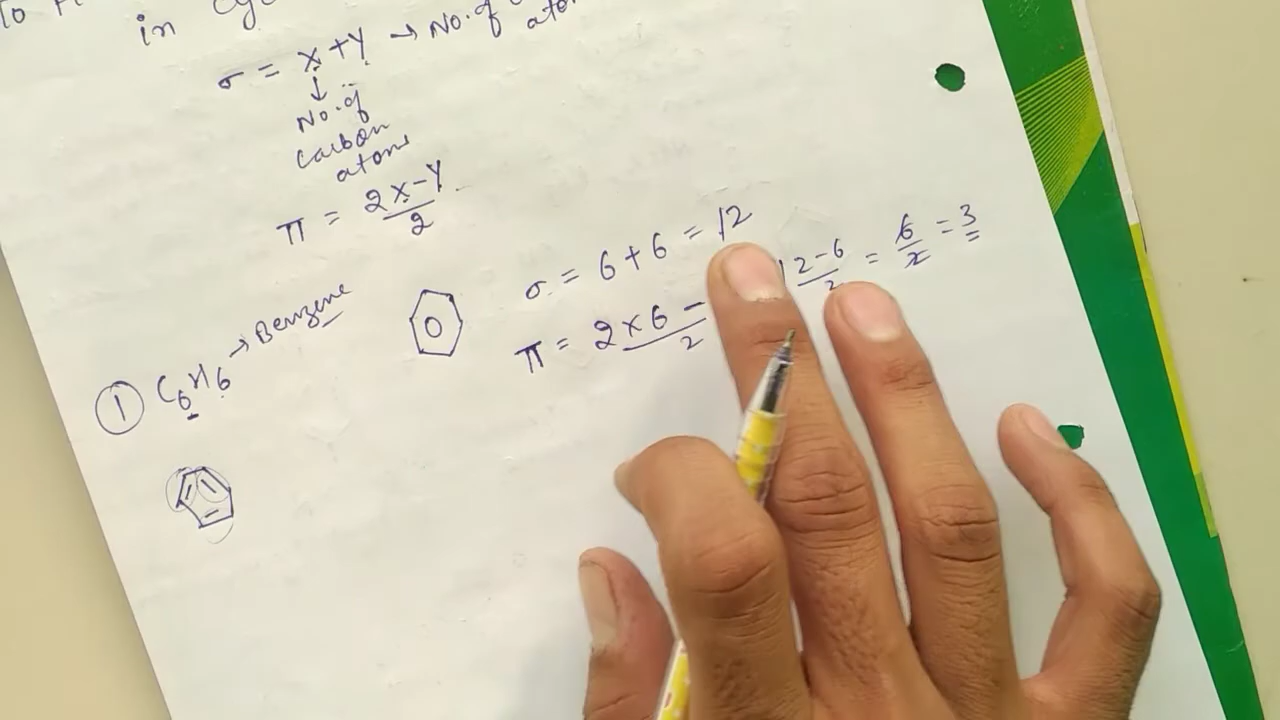 To
in
σ = x + y → No. of
↓
No. of
carbon
atoms
π = 2x-y / 2
σ = 6 + 6 = 12
π = 2 × 6 - / 2 12-6 / 2 = 6 / 2 = 3
① C6H6 → Benzene